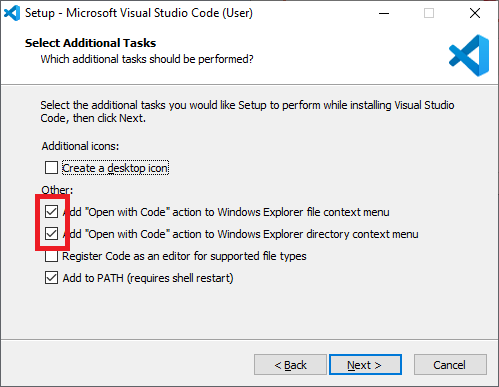 Setup - Microsoft Visual Studio Code (User)
Select Additional Tasks
Which additional tasks should be performed?
Select the additional tasks you would like Setup to perform while installing Visual Studio
Code, then click Next.
Additional icons:
Create a desktop icon
Other:
Add "Open with Code" action to Windows Explorer file context menu
Add "Open with Code" action to Windows Explorer directory context menu
Register Code as an editor for supported file types
Add to PATH (requires shell restart)
< Back
Next >
Cancel